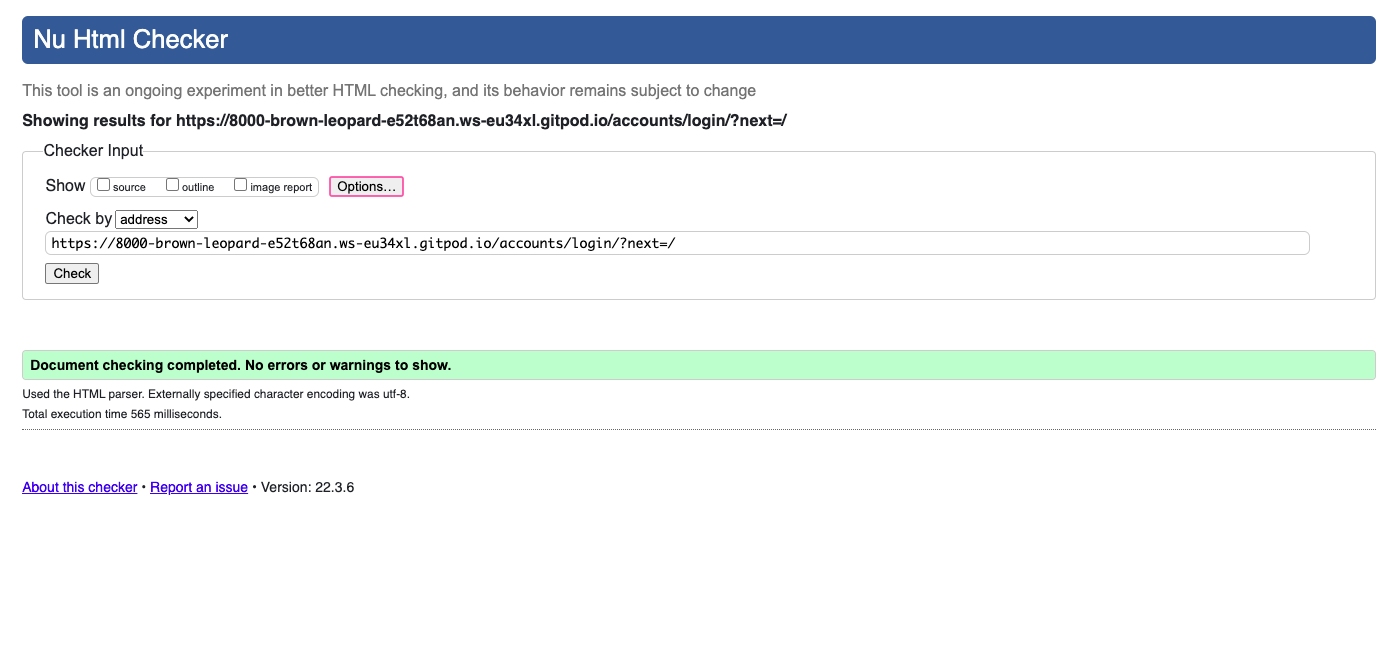 Nu Html Checker
This tool is an ongoing experiment in better HTML checking, and its behavior remains subject to change
Showing results for https://8000-brown-leopard-e52t68an.ws-eu34xl.gitpod.io/accounts/login/?next=/
Checker Input
Show source outline image report Options...
Check by address
https://8000-brown-leopard-e52t68an.ws-eu34xl.gitpod.io/accounts/login/?next=/
Check
Document checking completed. No errors or warnings to show.
Used the HTML parser. Externally specified character encoding was utf-8.
Total execution time 565 milliseconds.
About this checker • Report an issue • Version: 22.3.6